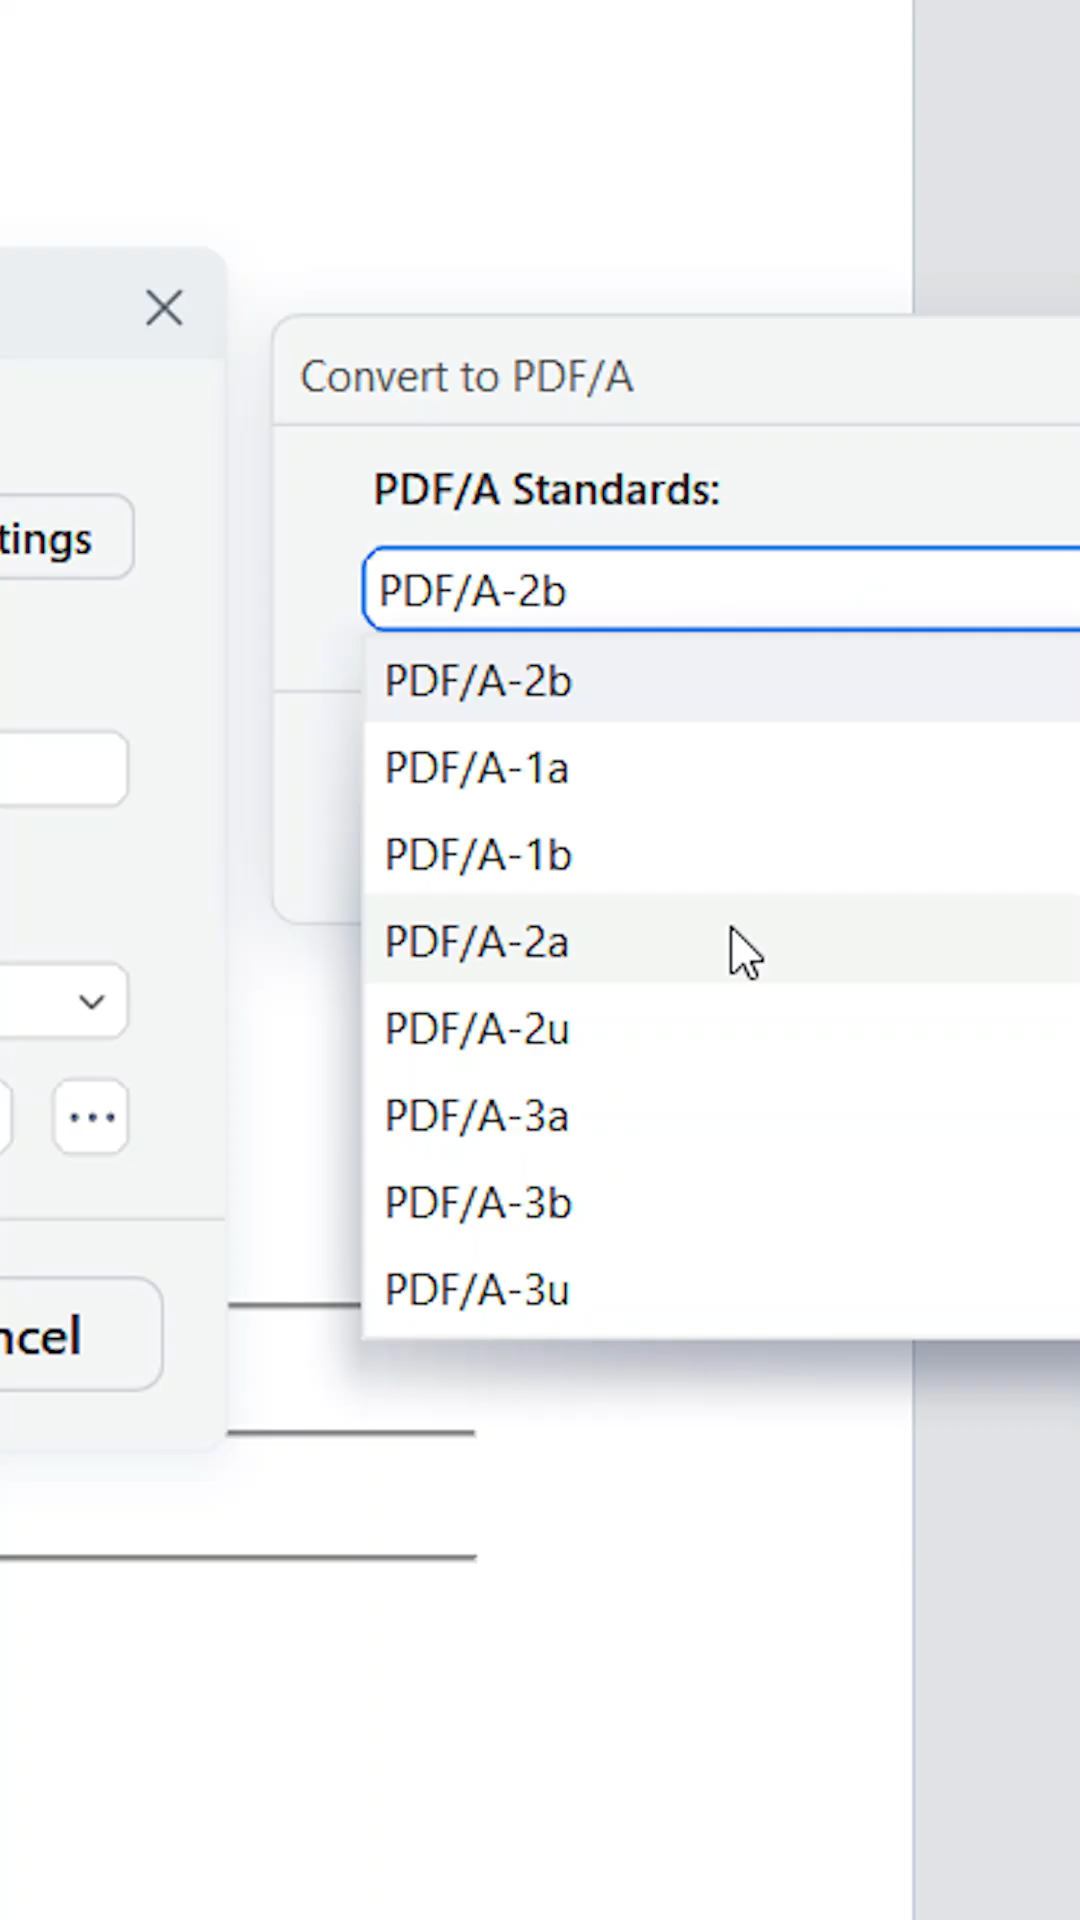 Convert to PDF/A
PDF/A Standards:
tings
PDF/A-2b
PDF/A-2b
PDF/A-1a
PDF/A-1b
PDF/A-2a
PDF/A-2u
PDF/A-3a
PDF/A-3b
PDF/A-3u
ncel